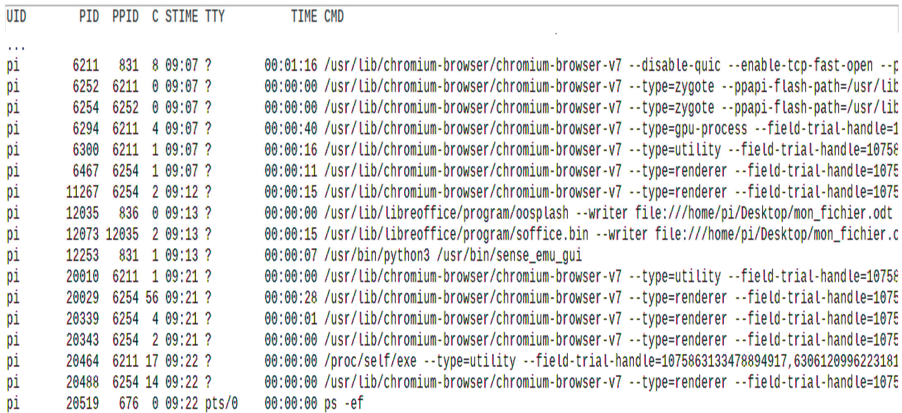 UID        PID  PPID  C STIME TTY          TIME CMD
...
pi        6211   831  8 09:07 ?        00:01:16 /usr/lib/chromium-browser/chromium-browser-v7 --disable-quic --enable-tcp-fast-open --p
pi        6252  6211  0 09:07 ?        00:00:00 /usr/lib/chromium-browser/chromium-browser-v7 --type=zygote --ppapi-flash-path=/usr/lib
pi        6254  6252  0 09:07 ?        00:00:00 /usr/lib/chromium-browser/chromium-browser-v7 --type=zygote --ppapi-flash-path=/usr/lib
pi        6294  6211  4 09:07 ?        00:00:40 /usr/lib/chromium-browser/chromium-browser-v7 --type=gpu-process --field-trial-handle=1
pi        6300  6211  1 09:07 ?        00:00:16 /usr/lib/chromium-browser/chromium-browser-v7 --type=utility --field-trial-handle=10758
pi        6467  6254  1 09:07 ?        00:00:11 /usr/lib/chromium-browser/chromium-browser-v7 --type=renderer --field-trial-handle=1075
pi       11267  6254  2 09:12 ?        00:00:15 /usr/lib/chromium-browser/chromium-browser-v7 --type=renderer --field-trial-handle=1075
pi       12035   836  0 09:13 ?        00:00:00 /usr/lib/libreoffice/program/oosplash --writer file:///home/pi/Desktop/mon_fichier.odt
pi       12073 12035  2 09:13 ?        00:00:15 /usr/lib/libreoffice/program/soffice.bin --writer file:///home/pi/Desktop/mon_fichier.o
pi       12253   831  1 09:13 ?        00:00:07 /usr/bin/python3 /usr/bin/sense_emu_gui
pi       20010  6211  1 09:21 ?        00:00:00 /usr/lib/chromium-browser/chromium-browser-v7 --type=utility --field-trial-handle=10758
pi       20029  6254 56 09:21 ?        00:00:28 /usr/lib/chromium-browser/chromium-browser-v7 --type=renderer --field-trial-handle=1075
pi       20339  6254  4 09:21 ?        00:00:01 /usr/lib/chromium-browser/chromium-browser-v7 --type=renderer --field-trial-handle=1075
pi       20343  6254  2 09:21 ?        00:00:00 /usr/lib/chromium-browser/chromium-browser-v7 --type=renderer --field-trial-handle=1075
pi       20464  6211 17 09:22 ?        00:00:00 /proc/self/exe --type=utility --field-trial-handle=1075863133478894917,6306120996223181
pi       20488  6254 14 09:22 ?        00:00:00 /usr/lib/chromium-browser/chromium-browser-v7 --type=renderer --field-trial-handle=1075
pi       20519   676  0 09:22 pts/0    00:00:00 ps -ef